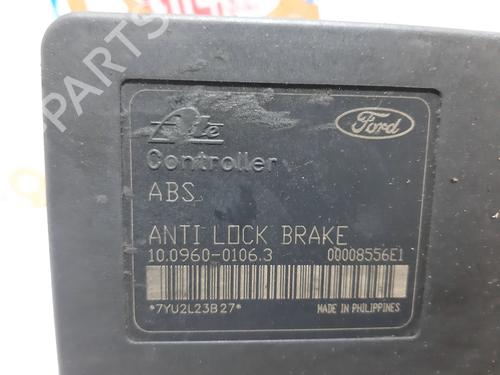 PARTS
Ate
Ford
Controller
ABS
ANTI LOCK BRAKE
10.0960-0106.3 00008556E1
*7YU2L23B27* MADE IN PHILIPPINES